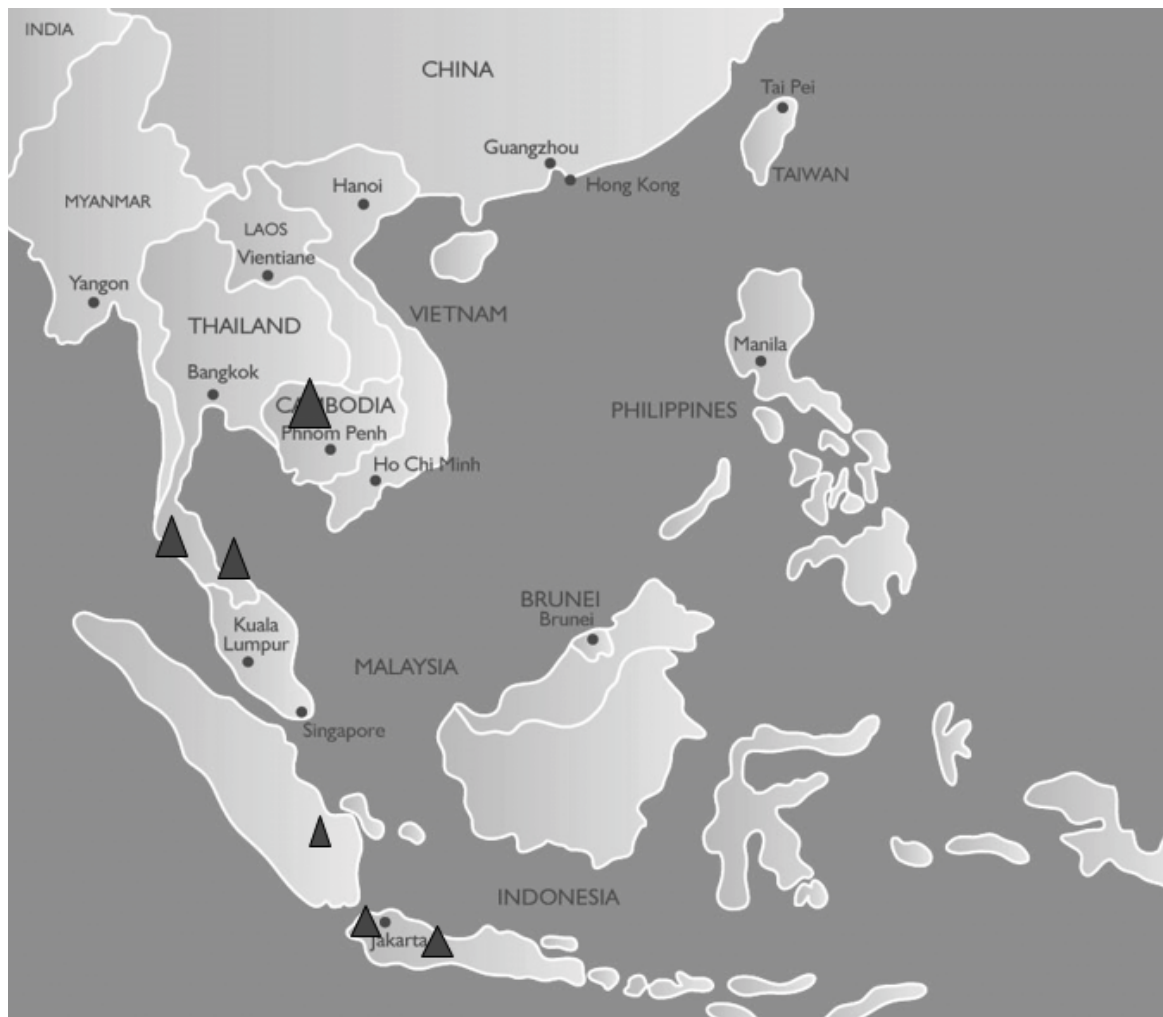 INDIA
CHINA
Tai Pei
Guangzhou
TAIWAN
Hanoi
Hong Kong
MYANMAR
LAOS
Vientiane
Yangon
VIETNAM
THAILAND
Manila
Bangkok
CAMBODIA
PHILIPPINES
Phnom Penh
Ho Chi Minh
BRUNEI
Brunei
Kuala
Lumpur
MALAYSIA
Singapore
INDONESIA
Jakarta